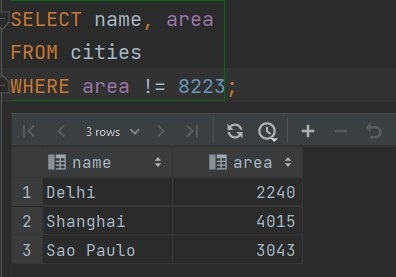 SELECT name, area
FROM cities
WHERE area != 8223;
3 rows
name area
1 Delhi 2240
2 Shanghai 4015
3 Sao Paulo 3043